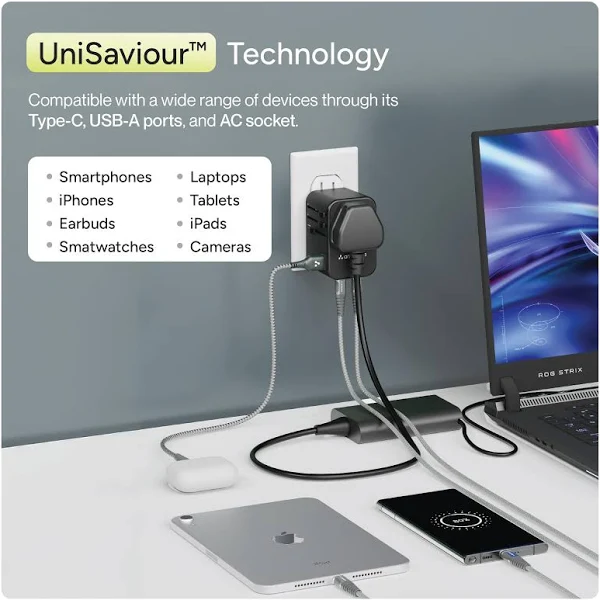 UniSaviour™ Technology
Compatible with a wide range of devices through its
Type-C, USB-A ports, and AC socket.
Smartphones
iPhones
Earbuds
Smatwatches
Laptops
Tablets
iPads
Cameras
ROG STRIX
80%